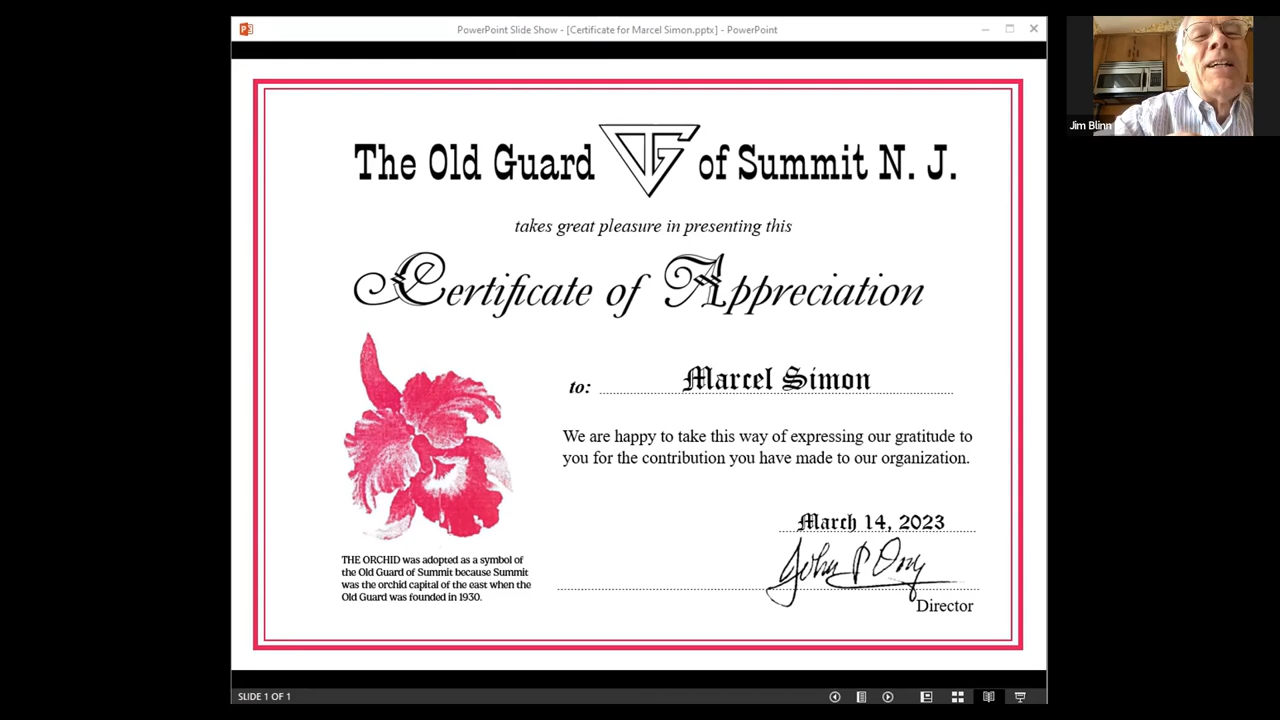 PowerPoint Slide Show - [Certificate for Marcel Simon.pptx] - PowerPoint
Jim Blinn
The Old Guard of Summit N. J.
takes great pleasure in presenting this
Certificate of Appreciation
to: Marcel Simon
We are happy to take this way of expressing our gratitude to
you for the contribution you have made to our organization.
March 14, 2023
Director
THE ORCHID was adopted as a symbol of
the Old Guard of Summit because Summit
was the orchid capital of the east when the
Old Guard was founded in 1930.
SLIDE 1 OF 1